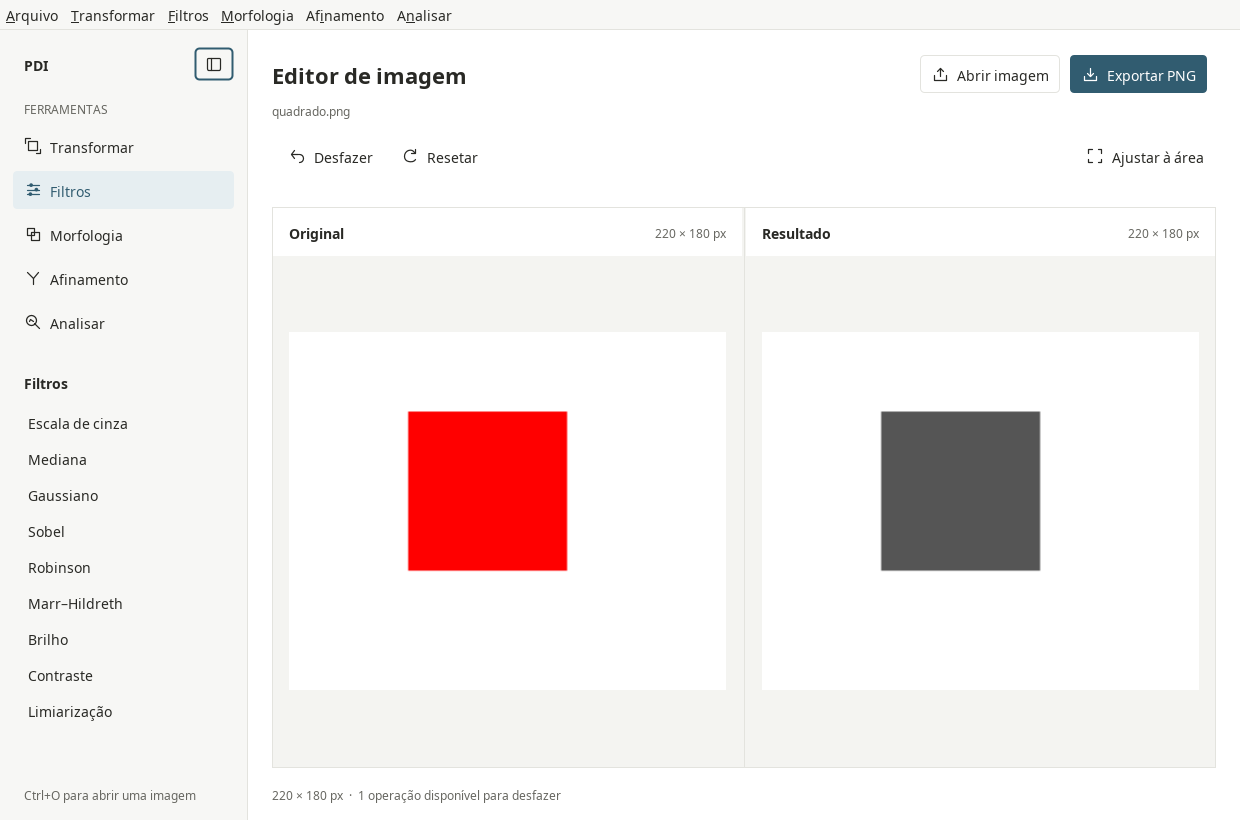 Arquivo Transformar Filtros Morfologia Afinamento Analisar
PDI
FERRAMENTAS
Transformar
Filtros
Morfologia
Afinamento
Analisar
Filtros
Escala de cinza
Mediana
Gaussiano
Sobel
Robinson
Marr–Hildreth
Brilho
Contraste
Limiarização
Ctrl+O para abrir uma imagem
Editor de imagem
Abrir imagem
Exportar PNG
quadrado.png
Desfazer
Resetar
Ajustar à área
Original
220 × 180 px
Resultado
220 × 180 px
220 × 180 px · 1 operação disponível para desfazer